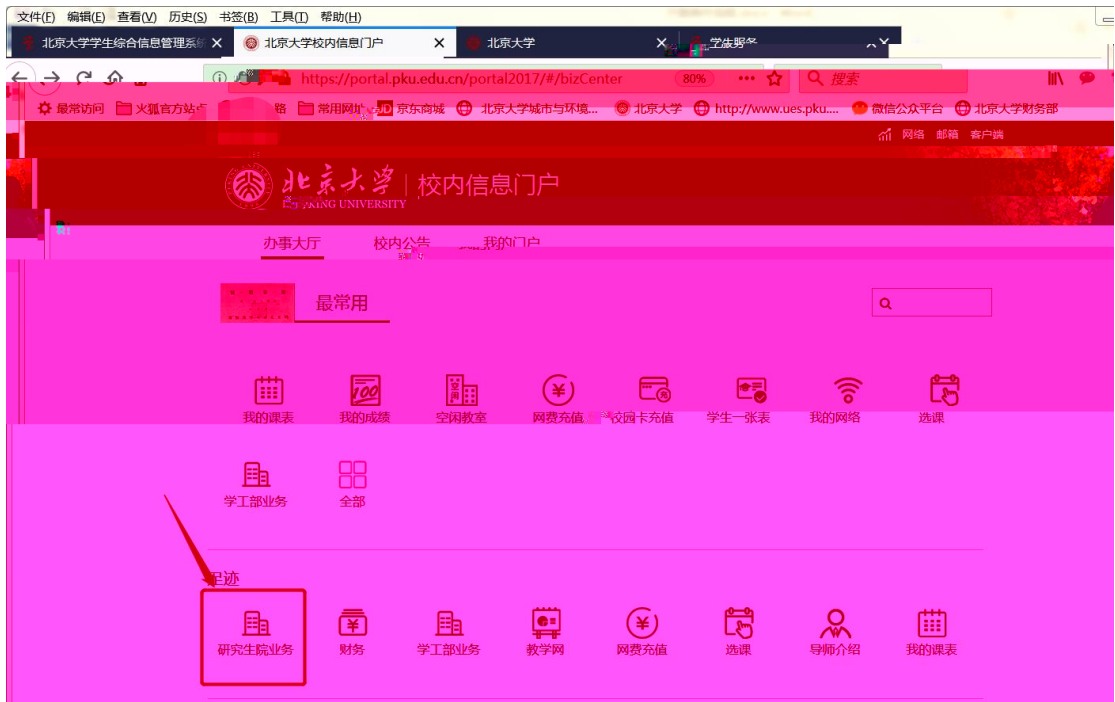 文件(F) 编辑(E) 查看(V) 历史(S) 书签(B) 工具(T) 帮助(H)
北京大学学生综合信息管理系统 北京大学校内信息门户 北京大学
https://portal.pku.edu.cn/portal2017/#/bizCenter 80% 搜索
最常访问 火狐官方站点 常用网址 JD 京东商城 北京大学城市与环境... 北京大学 http://www.ues.pku.... 微信公众平台 北京大学财务部
网络 邮箱 客户端
北京大学 校内信息门户
PEKING UNIVERSITY
办事大厅 校内公告 我的门户
最常用
我的课表 我的成绩 空闲教室 网费充值 校园卡充值 学生一张表 我的网络 选课
学工部业务 全部
足迹
研究生院业务 财务 学工部业务 教学网 网费充值 选课 导师介绍 我的课表